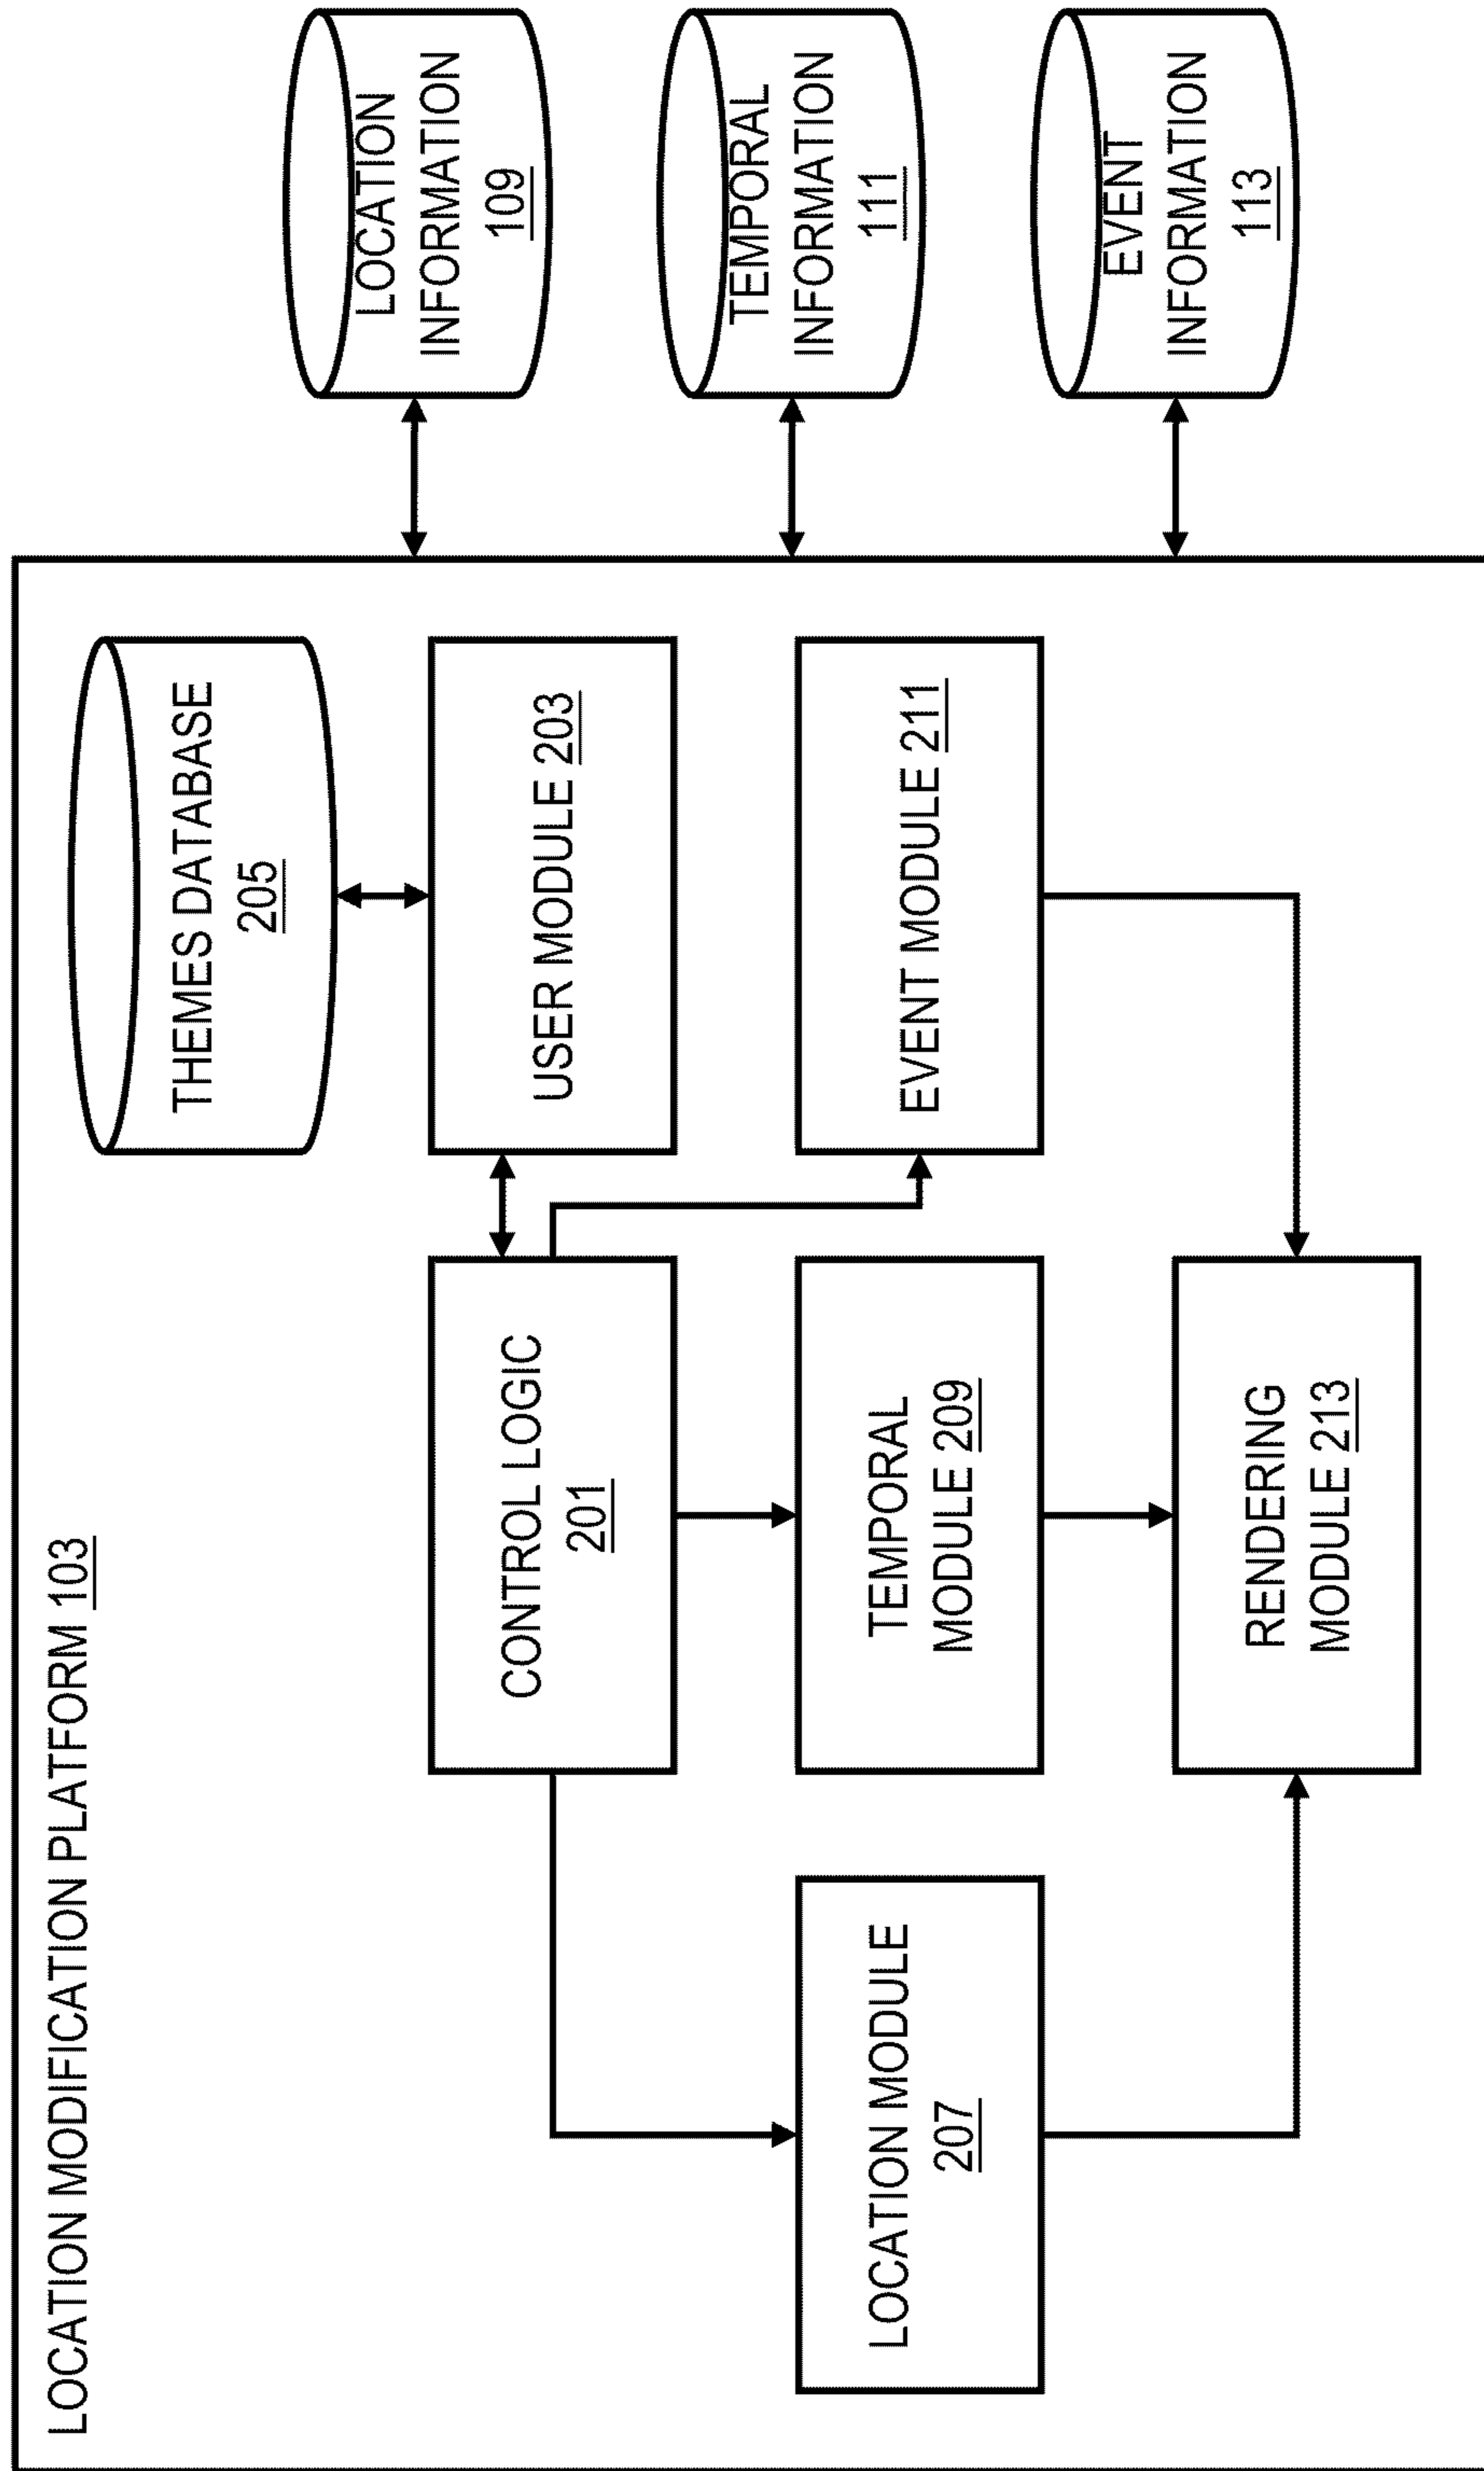 LOCATION MODIFICATION PLATFORM 103
THEMES DATABASE
205
CONTROL LOGIC
201
USER MODULE 203
LOCATION MODULE
207
TEMPORAL
MODULE 209
EVENT MODULE 211
RENDERING
MODULE 213
LOCATION
INFORMATION
109
TEMPORAL
INFORMATION
111
EVENT
INFORMATION
113